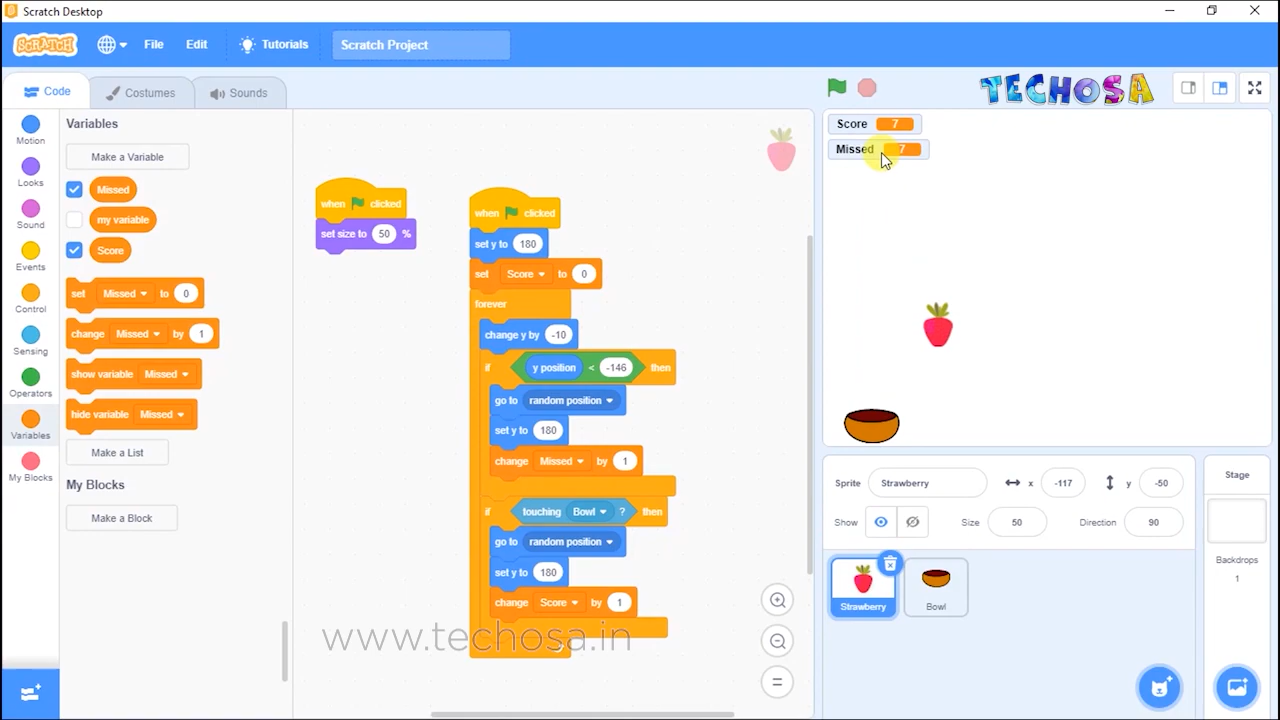 Scratch Desktop
SCRATCH File Edit Tutorials Scratch Project
Code Costumes Sounds TECHOSA
Motion
Looks
Sound
Events
Control
Sensing
Operators
Variables
My Blocks
Variables
Make a Variable
Missed
my variable
Score
set Missed to 0
change Missed by 1
show variable Missed
hide variable Missed
Make a List
My Blocks
Make a Block
when clicked
set size to 50 %
when clicked
set y to 180
set Score to 0
forever
change y by -10
if y position < -146 then
go to random position
set y to 180
change Missed by 1
if touching Bowl ? then
go to random position
set y to 180
change Score by 1
www.techosa.in
Score 7
Missed 7
Sprite Strawberry x -117 y -50
Show Size 50 Direction 90
Strawberry
Bowl
Stage
Backdrops
1